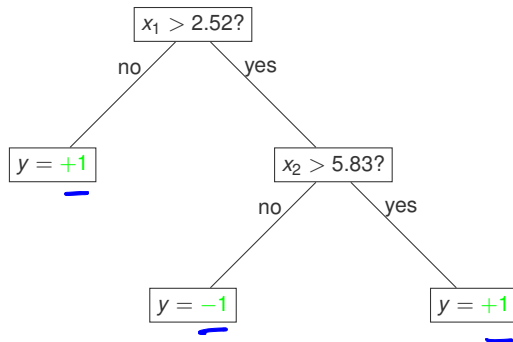 x₁ > 2.52?
no
yes
y = +1
x₂ > 5.83?
no
yes
y = −1
y = +1